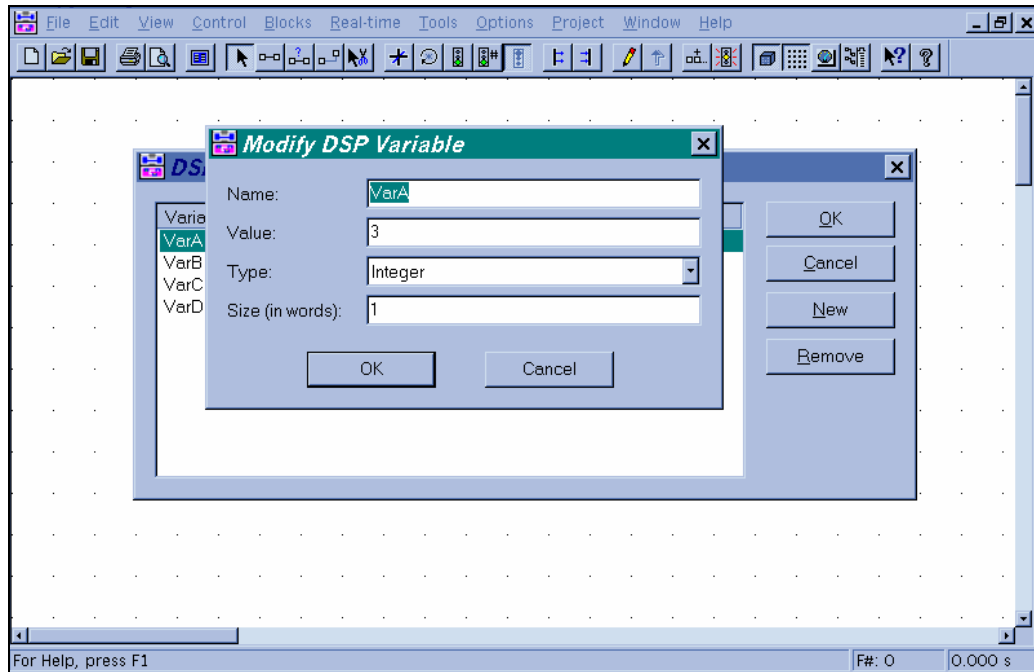 File Edit View Control Blocks Real-time Tools Options Project Window Help
Modify DSP Variable
DS
Name: VarA
Value: 3
Type: Integer
Size (in words): 1
OK Cancel
Varia
VarA
VarB
VarC
VarD
OK
Cancel
New
Remove
For Help, press F1 F#: 0 0.000 s